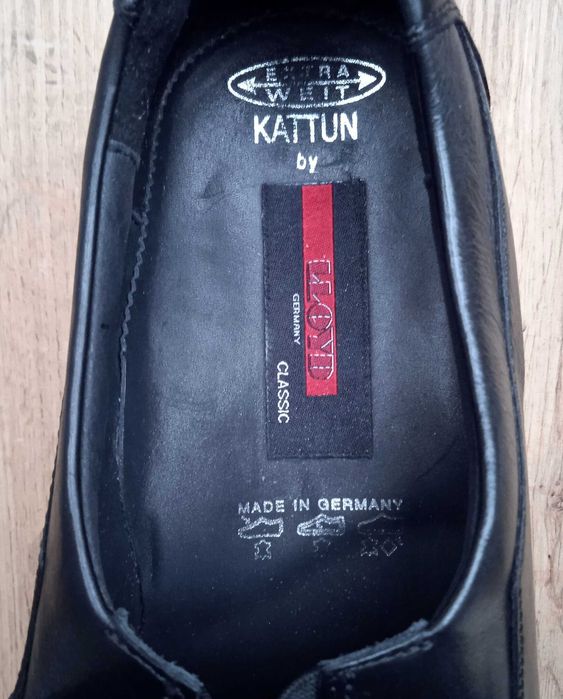 EXTRA
WEIT
KATTUN
by
LLOYD
GERMANY
CLASSIC
MADE IN GERMANY